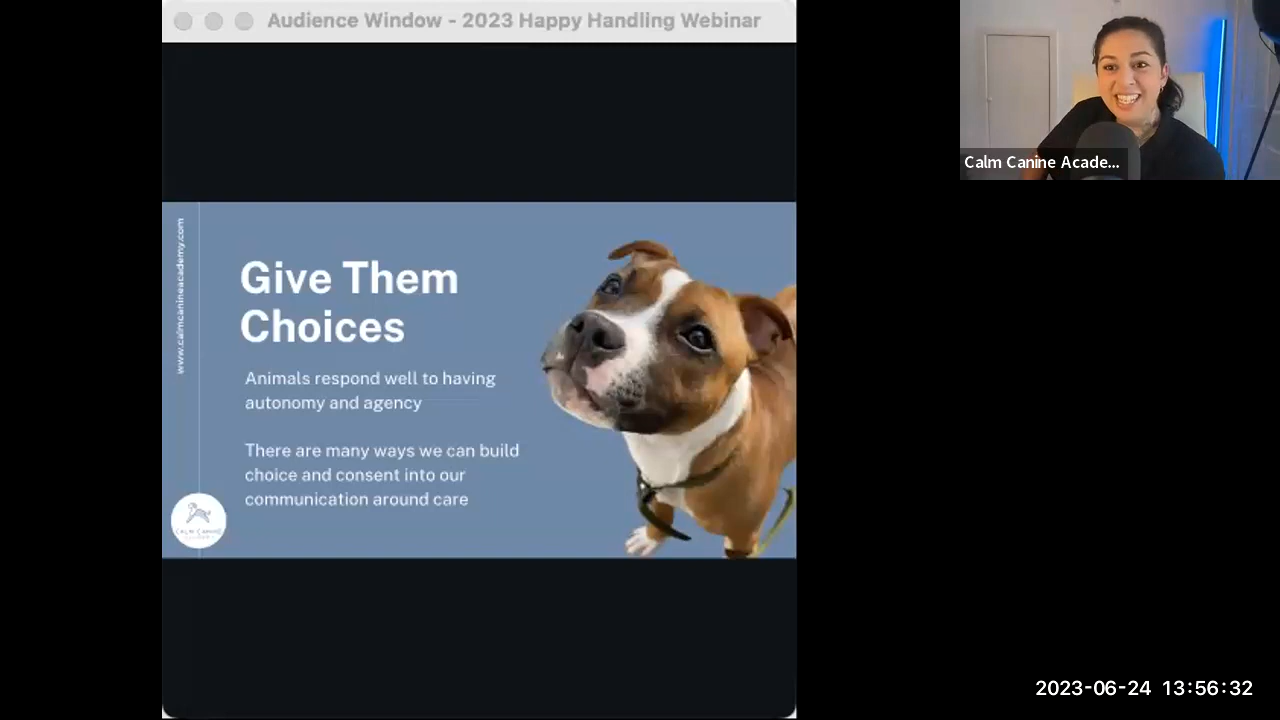 Audience Window - 2023 Happy Handling Webinar
Calm Canine Acade...
www.calmcanineacademy.com
Give Them
Choices
Animals respond well to having
autonomy and agency
There are many ways we can build
choice and consent into our
communication around care
CALM CANINE
2023-06-24 13:56:32